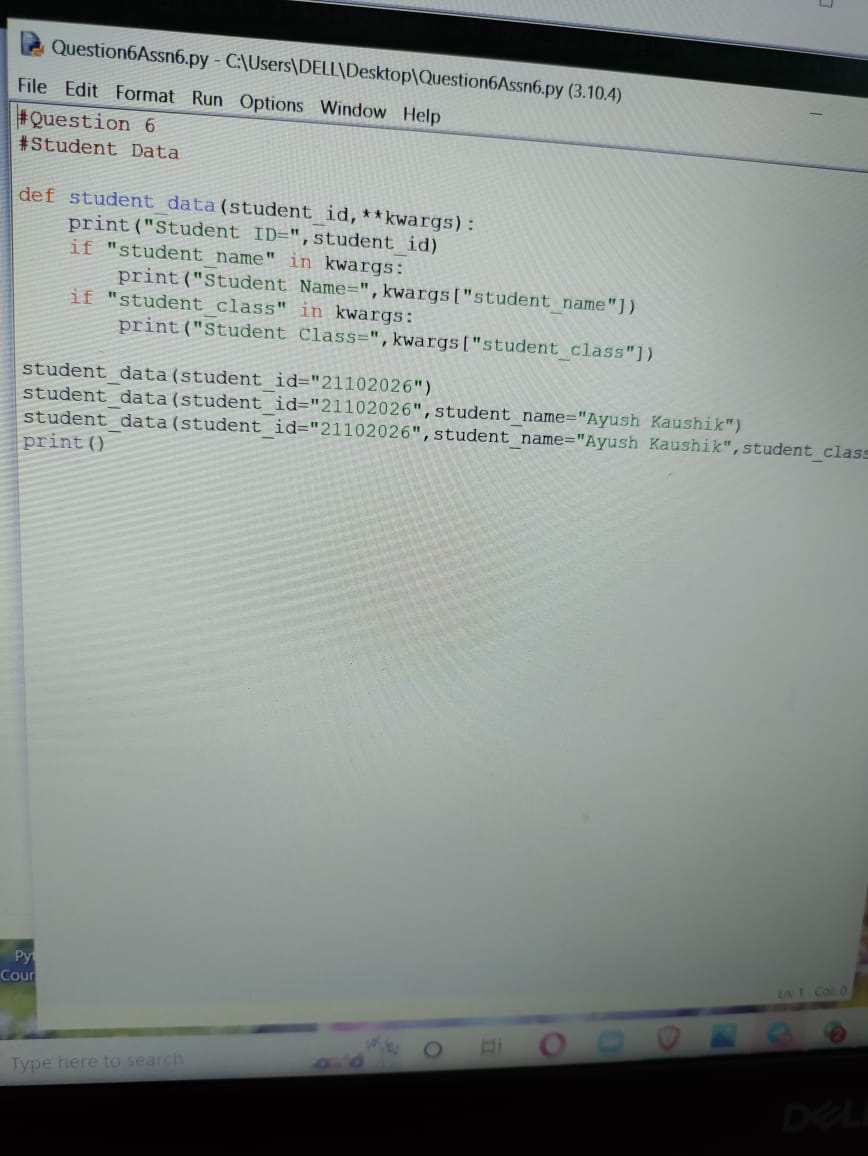 Question6Assn6.py - C:\Users\DELL\Desktop\Question6Assn6.py (3.10.4)
File Edit Format Run Options Window Help
#Question 6
#Student Data
def student_data(student_id,**kwargs):
    print("Student ID=",student_id)
    if "student_name" in kwargs:
        print("Student Name=",kwargs["student_name"])
    if "student_class" in kwargs:
        print("Student Class=",kwargs["student_class"])
student_data(student_id="21102026")
student_data(student_id="21102026",student_name="Ayush Kaushik")
student_data(student_id="21102026",student_name="Ayush Kaushik",student_class
print()
Py
Cour
Ln: 1 Col: 0
Type here to search
2
DELL